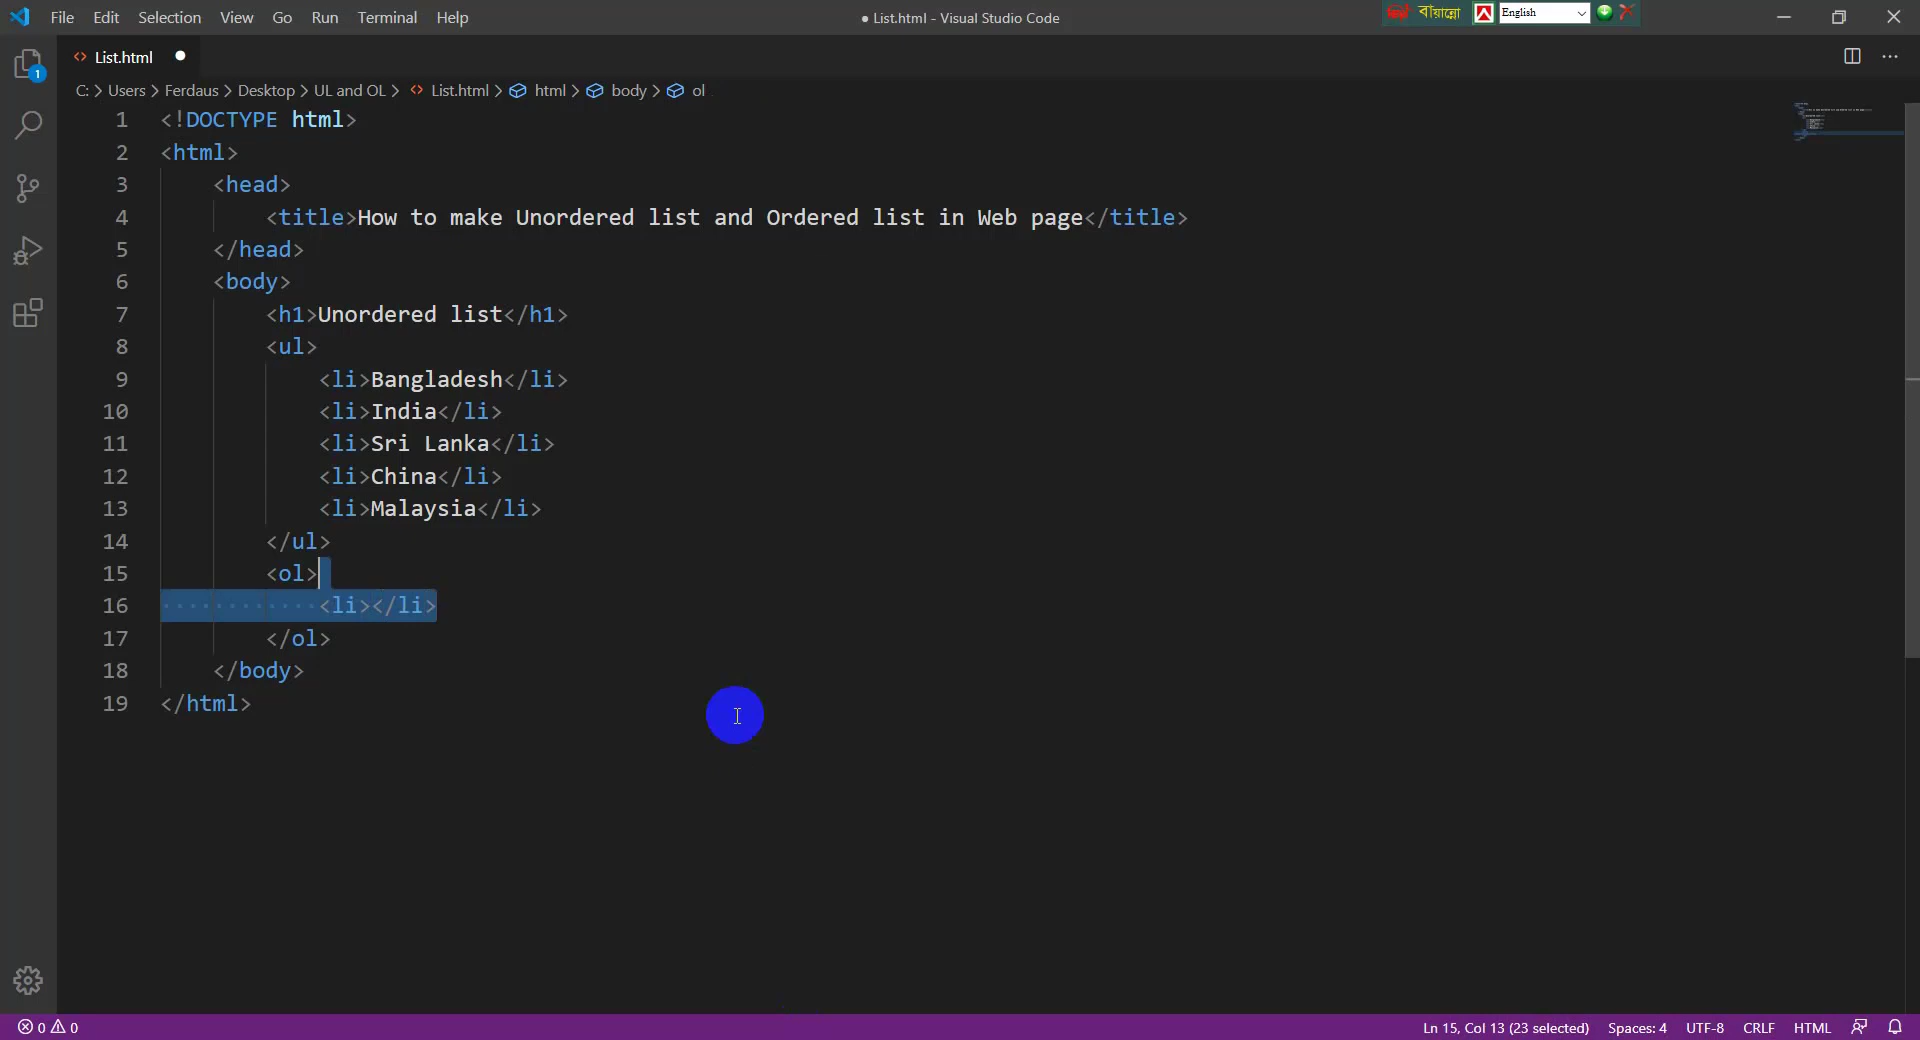 File Edit Selection View Go Run Terminal Help
● List.html - Visual Studio Code
বায়ান্নো English
List.html
C: > Users > Ferdaus > Desktop > UL and OL > List.html > html > body > ol
1 <!DOCTYPE html>
2 <html>
3 <head>
4 <title>How to make Unordered list and Ordered list in Web page</title>
5 </head>
6 <body>
7 <h1>Unordered list</h1>
8 <ul>
9 <li>Bangladesh</li>
10 <li>India</li>
11 <li>Sri Lanka</li>
12 <li>China</li>
13 <li>Malaysia</li>
14 </ul>
15 <ol>
16 <li></li>
17 </ol>
18 </body>
19 </html>
1
0 0
Ln 15, Col 13 (23 selected) Spaces: 4 UTF-8 CRLF HTML